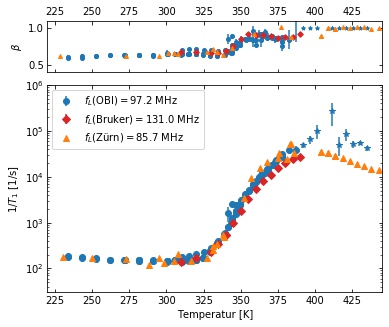 225 250 275 300 325 350 375 400 425
1.0
β
0.5
10⁶
f_L(OBI) = 97.2 MHz
f_L(Bruker) = 131.0 MHz
f_L(Zürn) = 85.7 MHz
10⁵
10⁴
1/T₁ [1/s]
10³
10²
225 250 275 300 325 350 375 400 425
Temperatur [K]